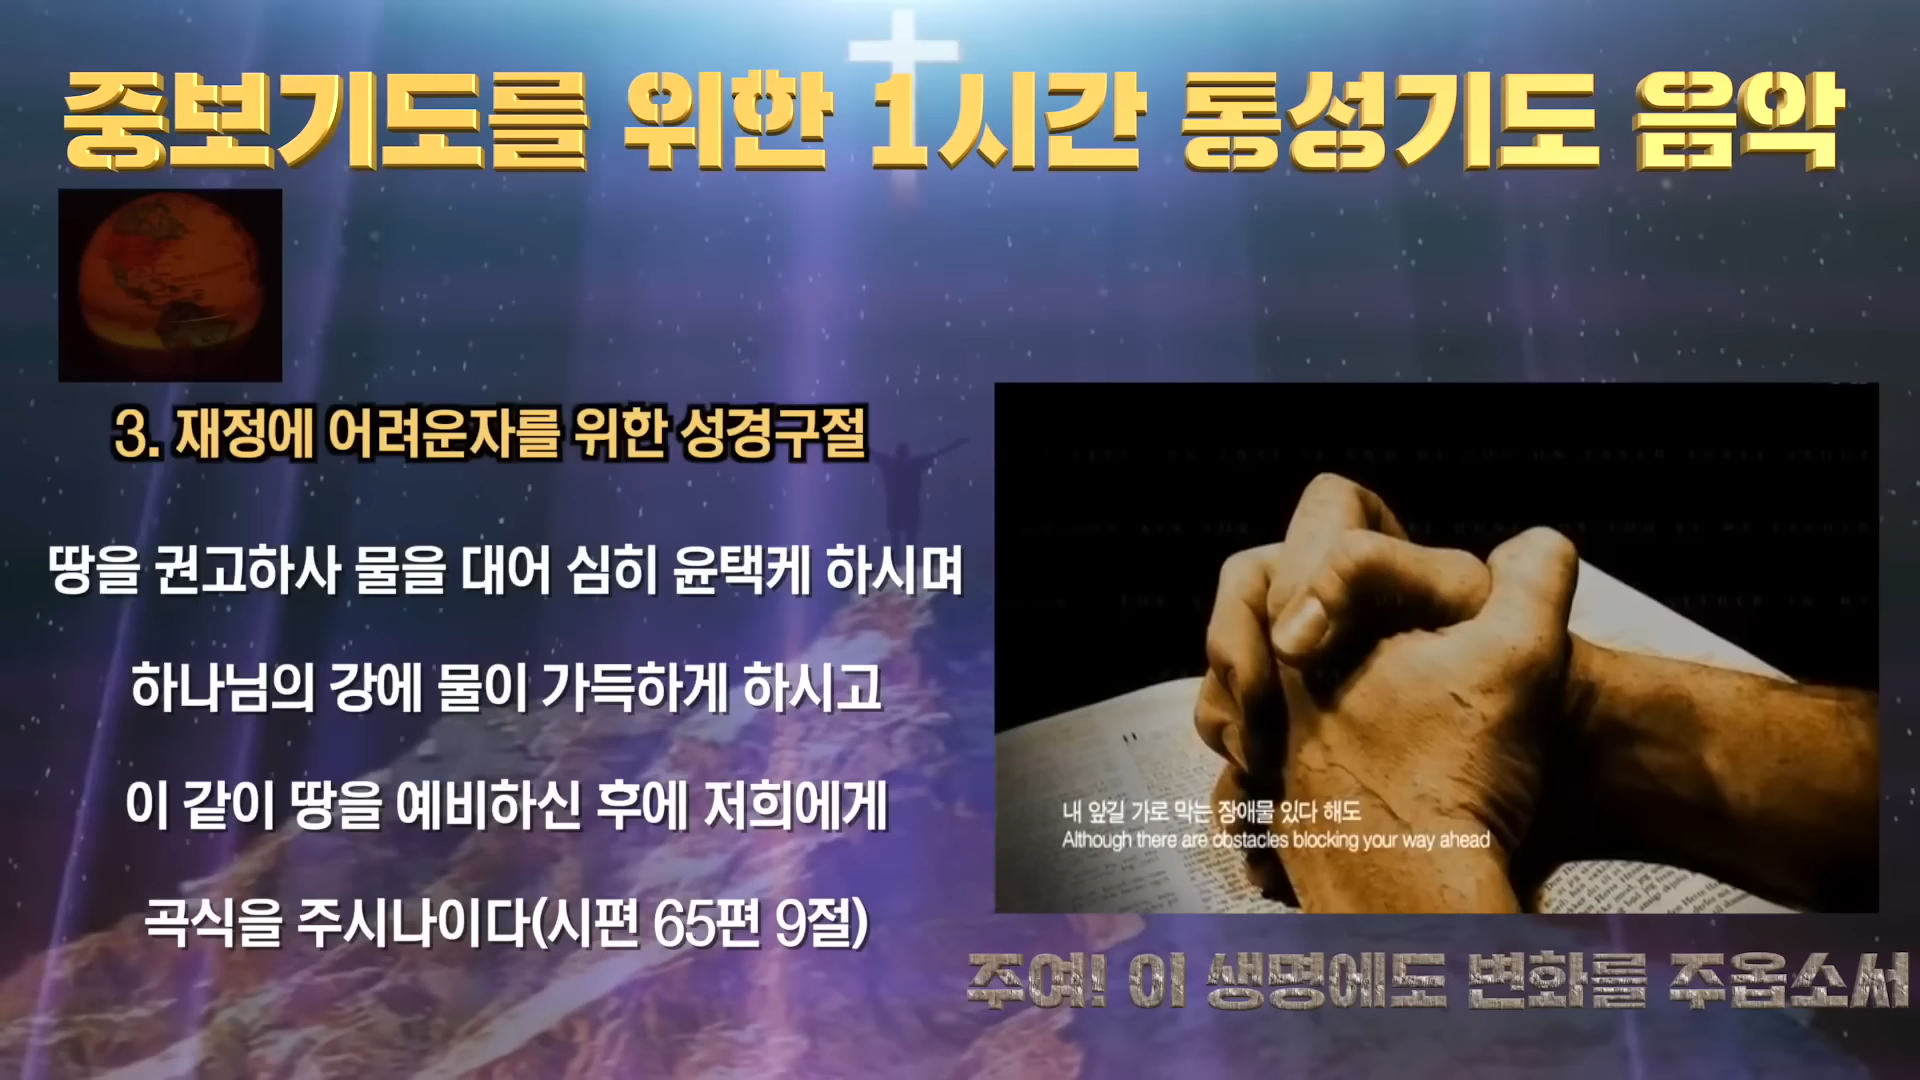 중보기도를 위한 1시간 통성기도 음악
3. 재정에 어려운자를 위한 성경구절
땅을 권고하사 물을 대어 심히 윤택케 하시며
하나님의 강에 물이 가득하게 하시고
이 같이 땅을 예비하신 후에 저희에게
곡식을 주시나이다(시편 65편 9절)
내 앞길 가로 막는 장애물 있다 해도
Although there are obstacles blocking your way ahead
주여! 이 생명에도 변화를 주옵소서